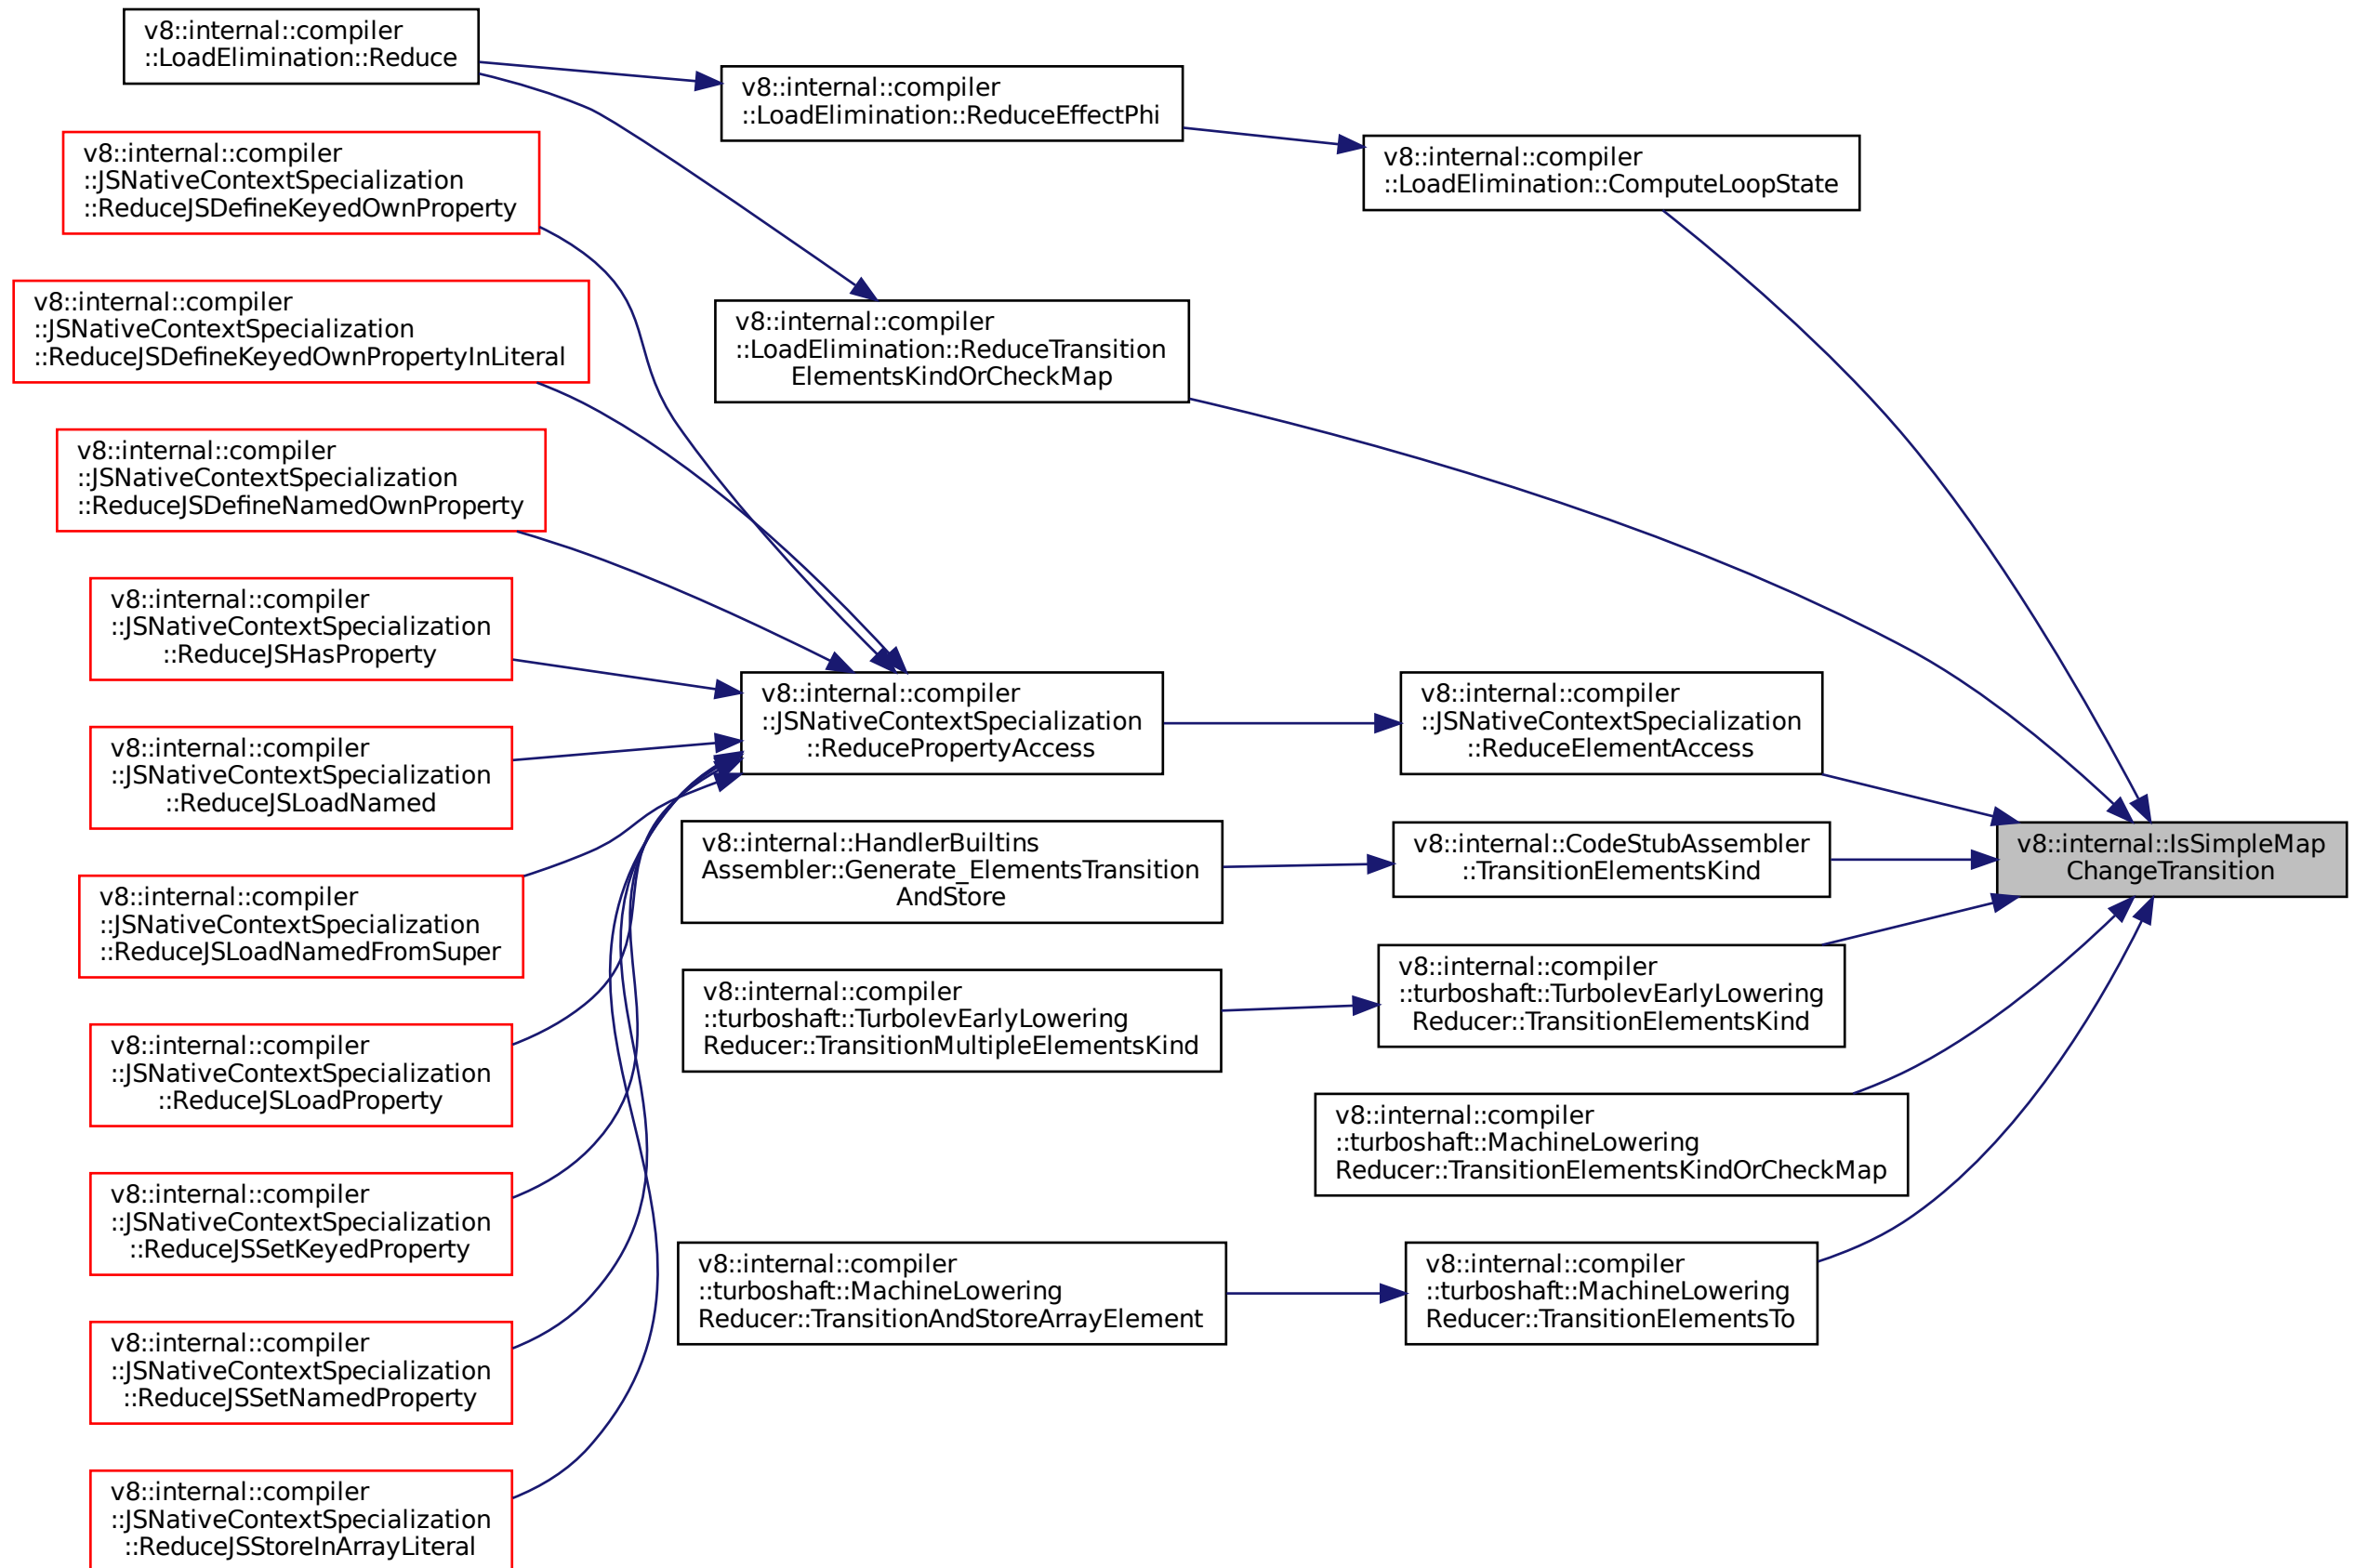 v8::internal::compiler
::LoadElimination::Reduce
v8::internal::compiler
::JSNativeContextSpecialization
::ReduceJSDefineKeyedOwnProperty
v8::internal::compiler
::JSNativeContextSpecialization
::ReduceJSDefineKeyedOwnPropertyInLiteral
v8::internal::compiler
::JSNativeContextSpecialization
::ReduceJSDefineNamedOwnProperty
v8::internal::compiler
::JSNativeContextSpecialization
::ReduceJSHasProperty
v8::internal::compiler
::JSNativeContextSpecialization
::ReduceJSLoadNamed
v8::internal::compiler
::JSNativeContextSpecialization
::ReduceJSLoadNamedFromSuper
v8::internal::compiler
::JSNativeContextSpecialization
::ReduceJSLoadProperty
v8::internal::compiler
::JSNativeContextSpecialization
::ReduceJSSetKeyedProperty
v8::internal::compiler
::JSNativeContextSpecialization
::ReduceJSSetNamedProperty
v8::internal::compiler
::JSNativeContextSpecialization
::ReduceJSStoreInArrayLiteral
v8::internal::compiler
::LoadElimination::ReduceEffectPhi
v8::internal::compiler
::LoadElimination::ReduceTransition
ElementsKindOrCheckMap
v8::internal::compiler
::JSNativeContextSpecialization
::ReducePropertyAccess
v8::internal::HandlerBuiltins
Assembler::Generate_ElementsTransition
AndStore
v8::internal::compiler
::turboshaft::TurbolevEarlyLowering
Reducer::TransitionMultipleElementsKind
v8::internal::compiler
::turboshaft::MachineLowering
Reducer::TransitionAndStoreArrayElement
v8::internal::compiler
::LoadElimination::ComputeLoopState
v8::internal::compiler
::JSNativeContextSpecialization
::ReduceElementAccess
v8::internal::CodeStubAssembler
::TransitionElementsKind
v8::internal::compiler
::turboshaft::TurbolevEarlyLowering
Reducer::TransitionElementsKind
v8::internal::compiler
::turboshaft::MachineLowering
Reducer::TransitionElementsKindOrCheckMap
v8::internal::compiler
::turboshaft::MachineLowering
Reducer::TransitionElementsTo
v8::internal::IsSimpleMap
ChangeTransition